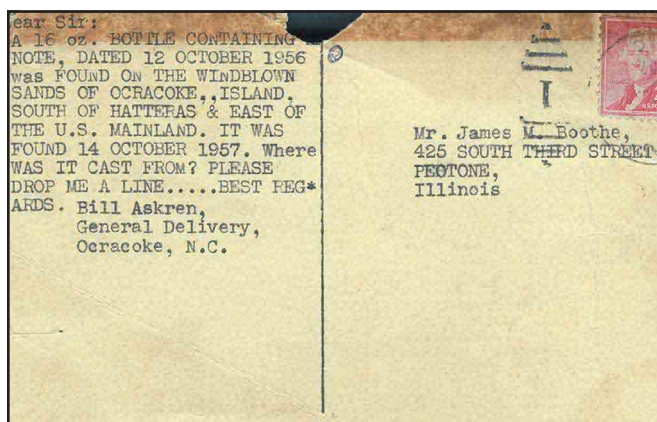 ear Sir:
A 16 oz. BOTTLE CONTAINING
NOTE, DATED 12 OCTOBER 1956
was FOUND ON THE WINDBLOWN
SANDS OF OCRACOKE,,ISLAND,
SOUTH OF HATTERAS & EAST OF
THE U.S. MAINLAND. IT WAS
FOUND 14 OCTOBER 1957. Where
WAS IT CAST FROM? PLEASE
DROP ME A LINE.....BEST REG*
ARDS. Bill Askren,
General Delivery,
Ocracoke, N.C.
Mr. James M. Boothe,
425 SOUTH THIRD STREET
PEOTONE,
Illinois